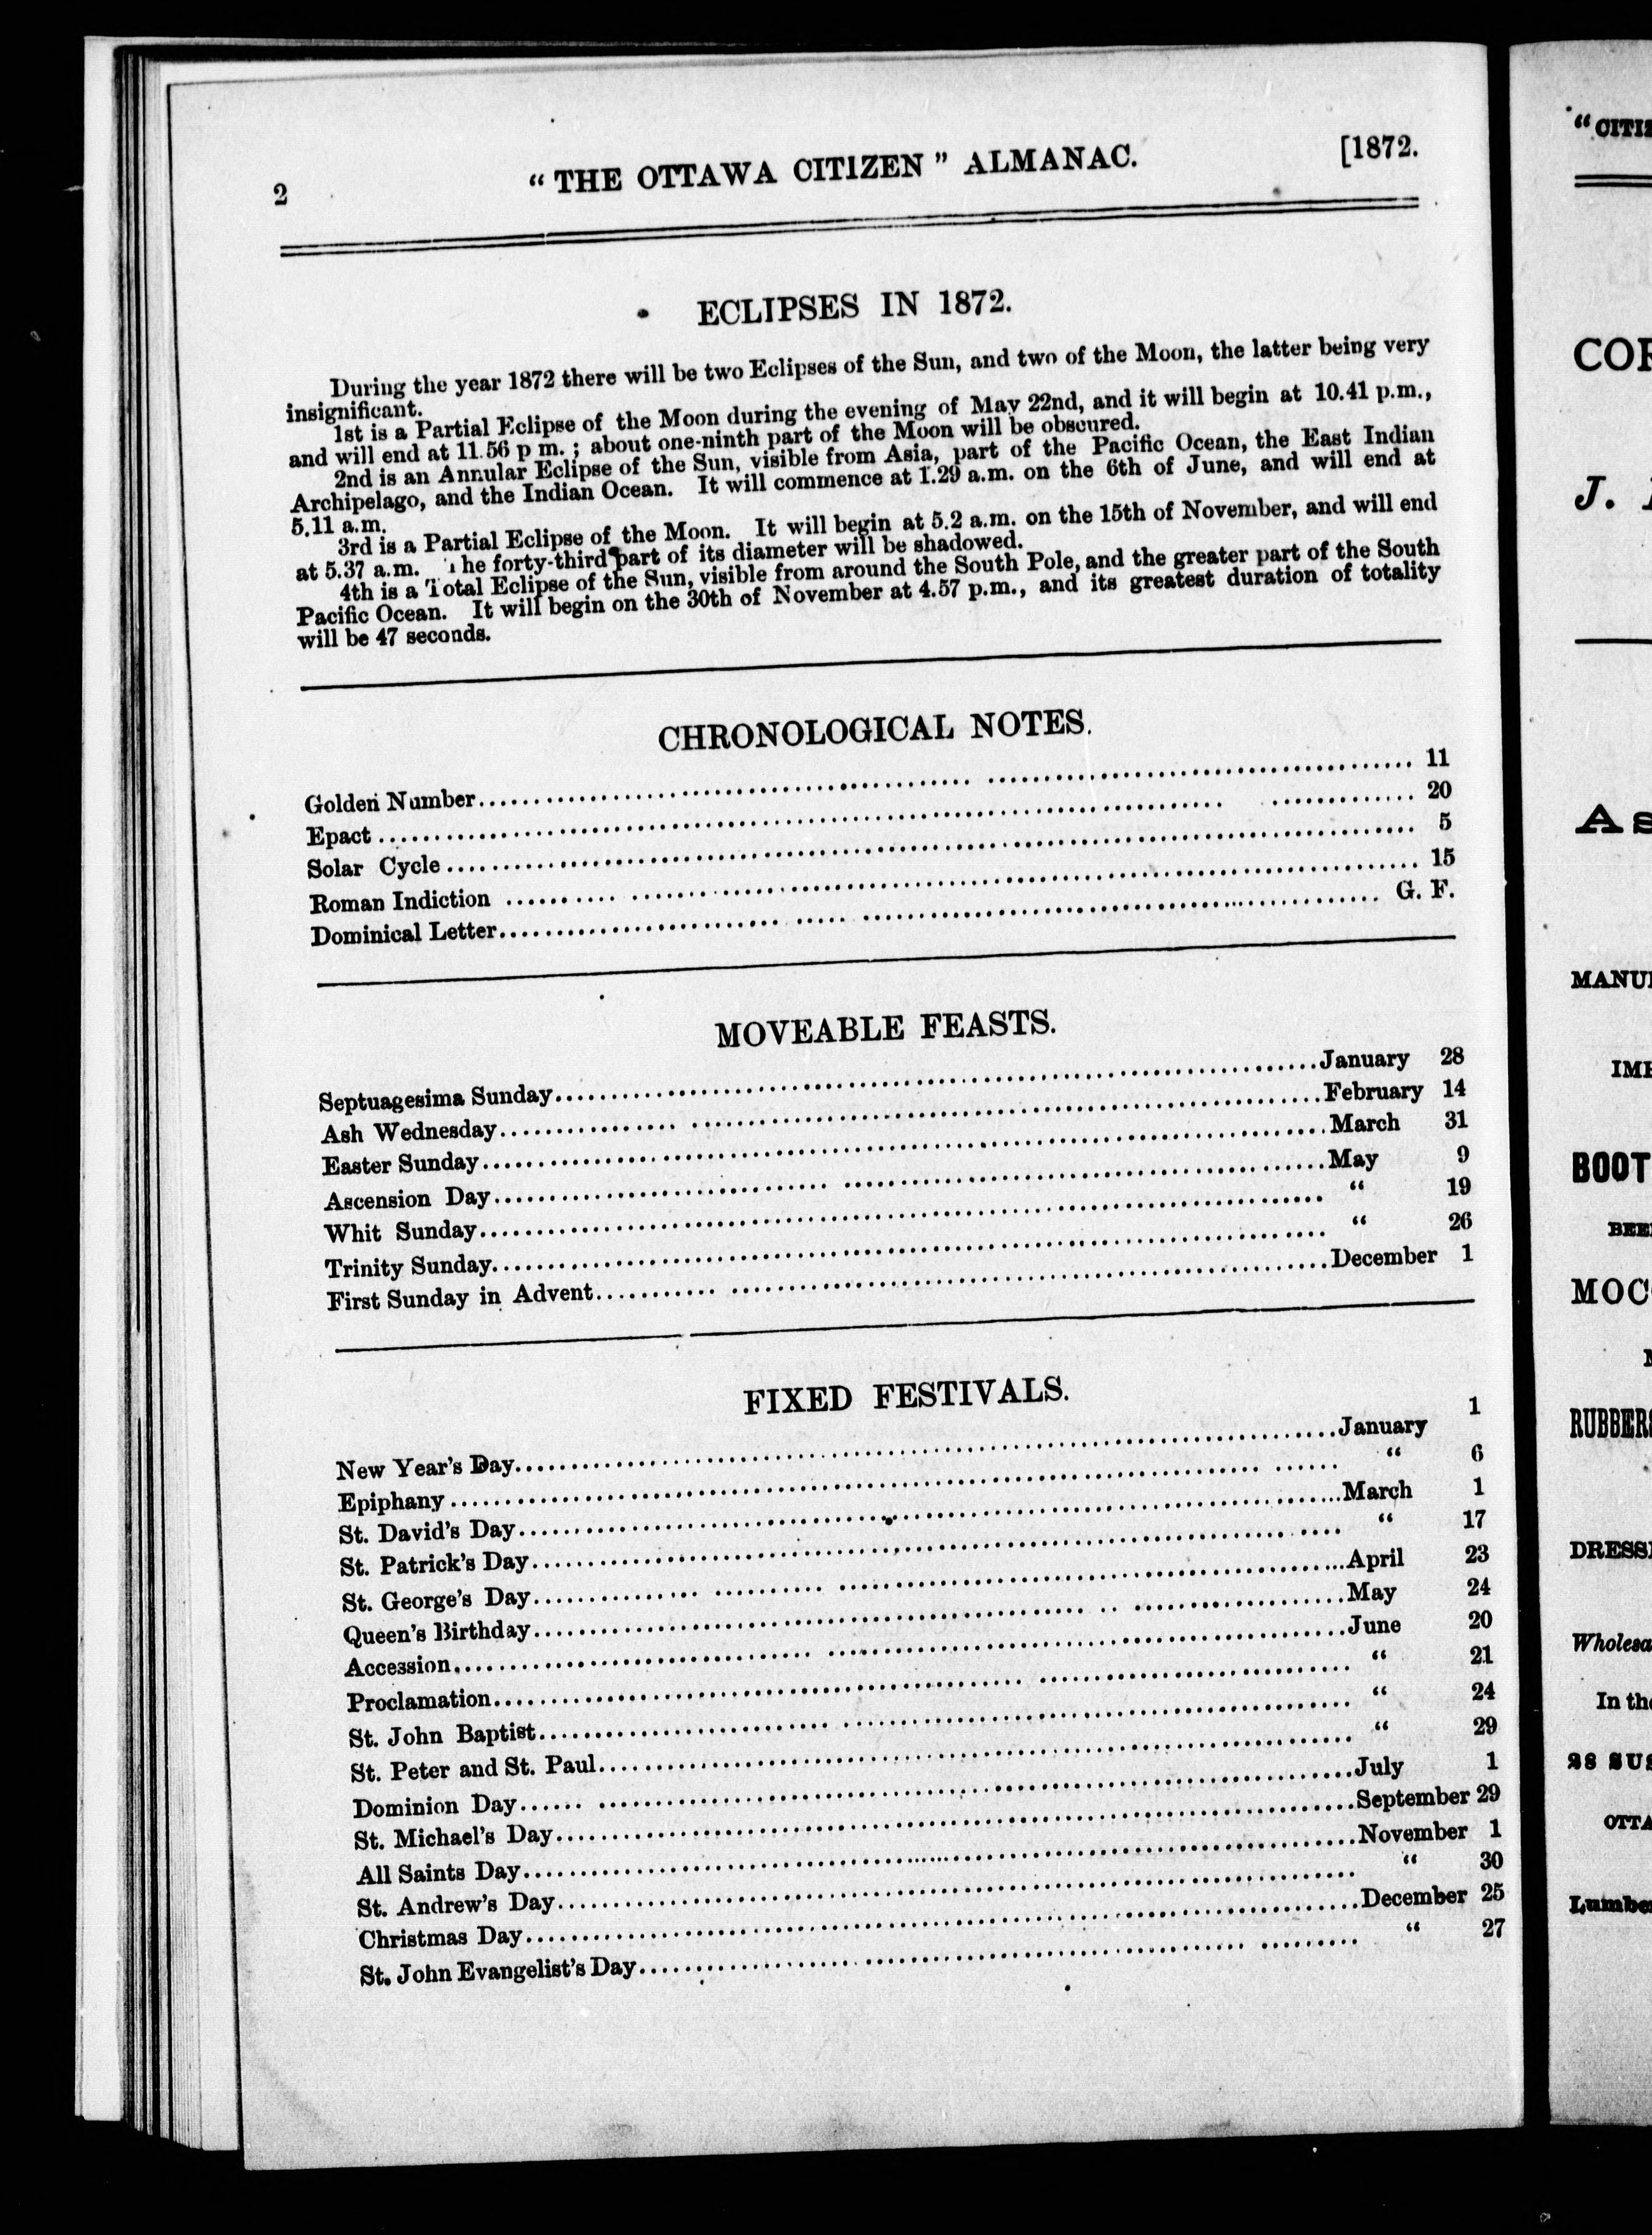 2 "THE OTTAWA CITIZEN" ALMANAC. [1872.
ECLIPSES IN 1872.
During the year 1872 there will be two Eclipses of the Sun, and two of the Moon, the latter being very
insignificant.
1st is a Partial Eclipse of the Moon during the evening of May 22nd, and it will begin at 10.41 p.m.,
and will end at 11.56 p m. ; about one-ninth part of the Moon will be obscured.
2nd is an Annular Eclipse of the Sun, visible from Asia, part of the Pacific Ocean, the East Indian
Archipelago, and the Indian Ocean. It will commence at 1.29 a.m. on the 6th of June, and will end at
5.11 a.m.
3rd is a Partial Eclipse of the Moon. It will begin at 5.2 a.m. on the 15th of November, and will end
at 5.37 a.m. The forty-third part of its diameter will be shadowed.
4th is a Total Eclipse of the Sun, visible from around the South Pole, and the greater part of the South
Pacific Ocean. It will begin on the 30th of November at 4.57 p.m., and its greatest duration of totality
will be 47 seconds.
CHRONOLOGICAL NOTES.
Golden Number 11
Epact 20
Solar Cycle 5
Roman Indiction 15
Dominical Letter G. F.
MOVEABLE FEASTS.
Septuagesima Sunday January 28
Ash Wednesday February 14
Easter Sunday March 31
Ascension Day May 9
Whit Sunday " 19
Trinity Sunday " 26
First Sunday in Advent December 1
FIXED FESTIVALS.
New Year's Day January 1
Epiphany " 6
St. David's Day March 1
St. Patrick's Day " 17
St. George's Day April 23
Queen's Birthday May 24
Accession June 20
Proclamation " 21
St. John Baptist " 24
St. Peter and St. Paul " 29
Dominion Day July 1
St. Michael's Day September 29
All Saints Day November 1
St. Andrew's Day " 30
Christmas Day December 25
St. John Evangelist's Day " 27
COR
J.
As
MANU
BOOT
MOC
RUBBERS
DRESS
In the
28 SUS
OTTA
Lumber